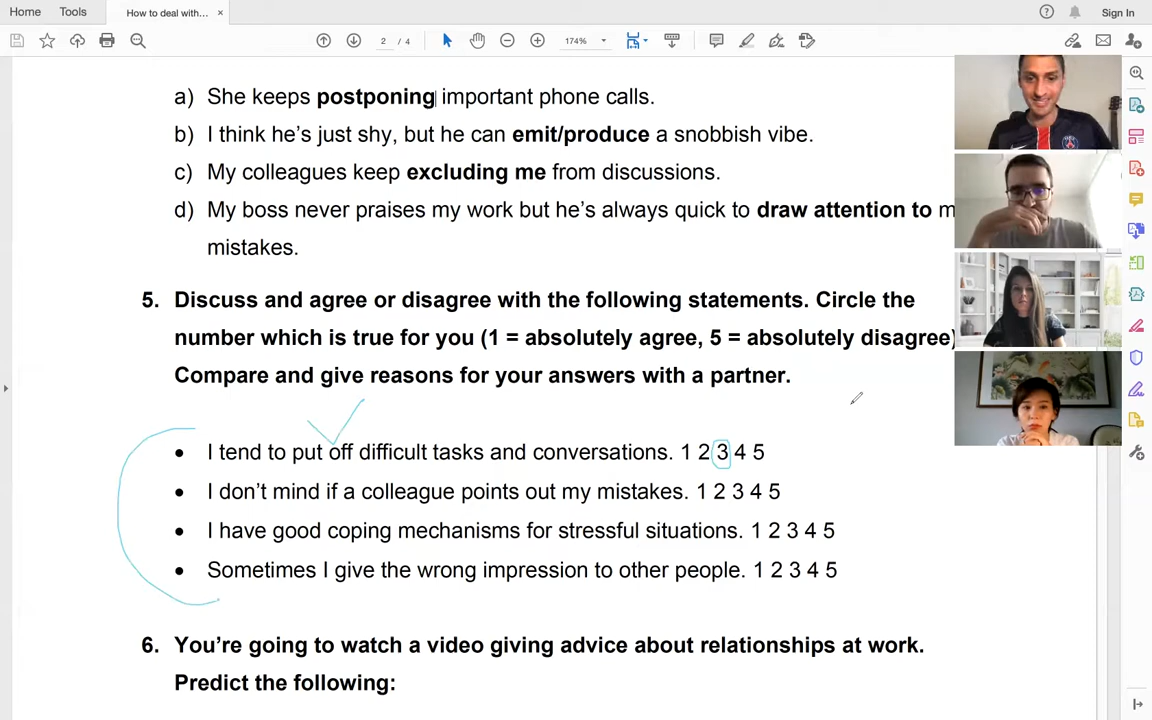 Home Tools How to deal with... × Sign In
2 / 4 174%
a) She keeps postponing important phone calls.
b) I think he's just shy, but he can emit/produce a snobbish vibe.
c) My colleagues keep excluding me from discussions.
d) My boss never praises my work but he's always quick to draw attention to m
mistakes.
5. Discuss and agree or disagree with the following statements. Circle the
number which is true for you (1 = absolutely agree, 5 = absolutely disagree)
Compare and give reasons for your answers with a partner.
• I tend to put off difficult tasks and conversations. 1 2 3 4 5
• I don't mind if a colleague points out my mistakes. 1 2 3 4 5
• I have good coping mechanisms for stressful situations. 1 2 3 4 5
• Sometimes I give the wrong impression to other people. 1 2 3 4 5
6. You're going to watch a video giving advice about relationships at work.
Predict the following: